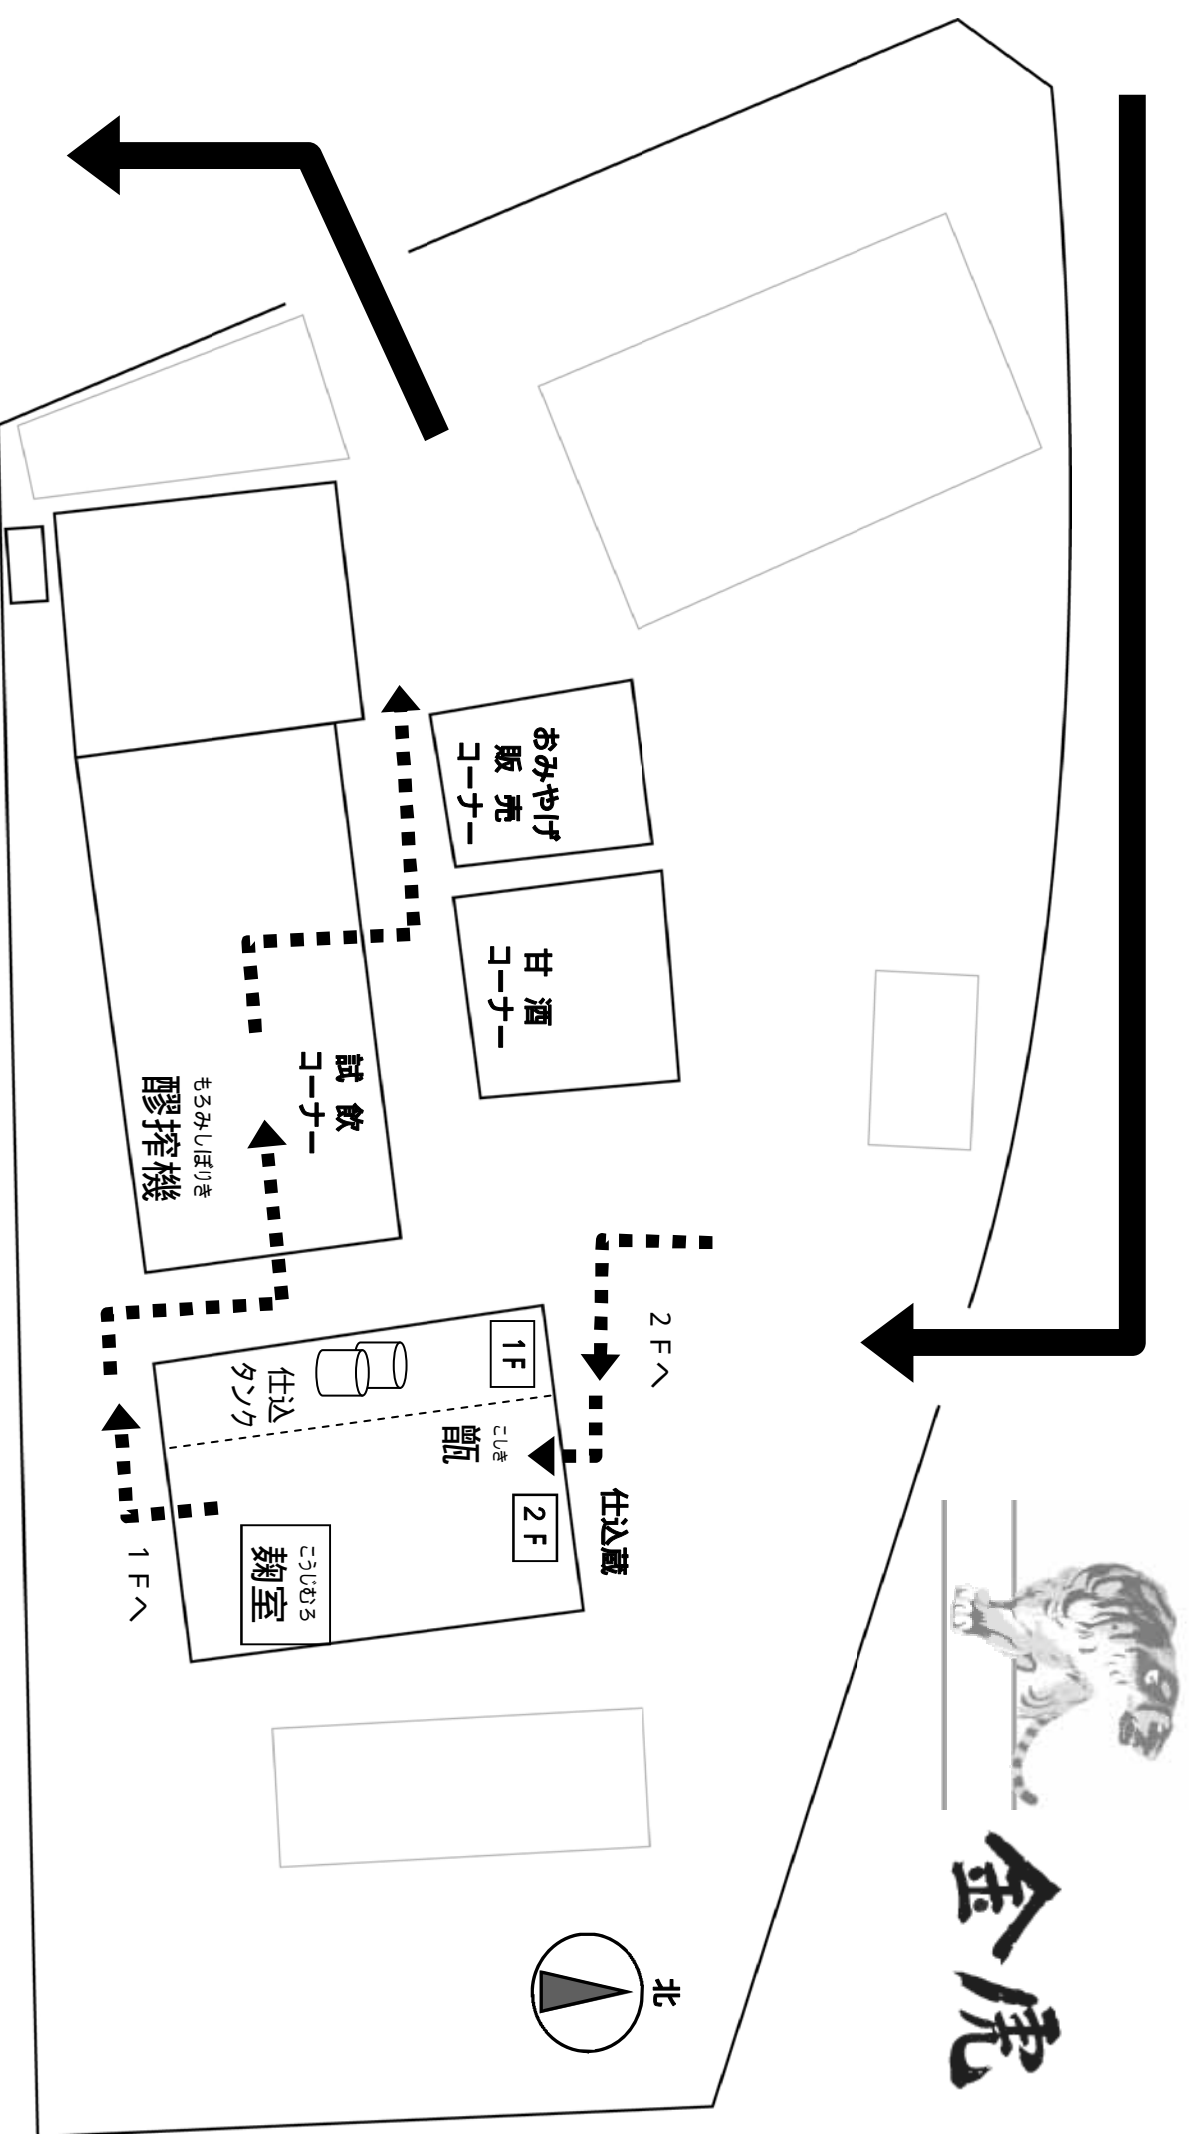 金虎
北
2Fへ
仕込蔵
おみやげ
販売
コーナー
甘酒
コーナー
1F
2F
こしき
甑
試飲
コーナー
仕込
タンク
こうじむろ
麹室
もろみしぼりき
醪搾機
1Fへ